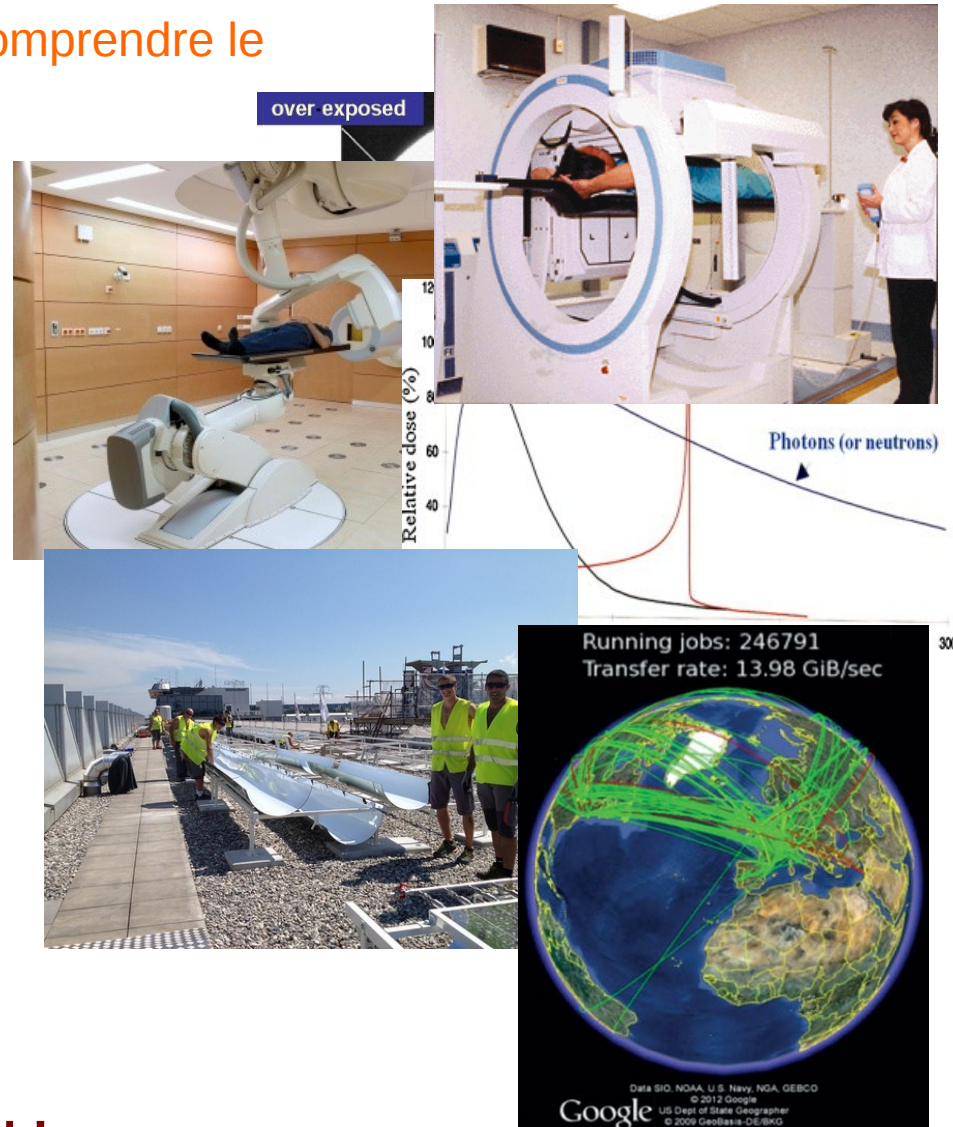 omprendre le
over-exposed
12
10
8
60
40
Relative dose (%)
Photons (or neutrons)
300
Running jobs: 246791
Transfer rate: 13.98 GiB/sec
Data SIO, NOAA, U.S. Navy, NGA, GEBCO
© 2012 Google
Google US Dept of State Geographer
© 2009 GeoBasis-DE/BKG